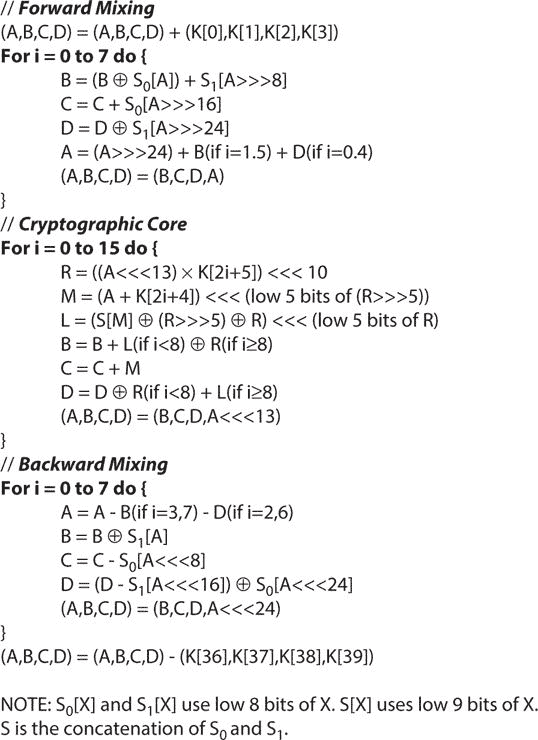 // Forward Mixing
(A,B,C,D) = (A,B,C,D) + (K[0],K[1],K[2],K[3])
For i = 0 to 7 do {
B = (B ⊕ S0[A]) + S1[A>>>8]
C = C + S0[A>>>16]
D = D ⊕ S1[A>>>24]
A = (A>>>24) + B(if i=1.5) + D(if i=0.4)
(A,B,C,D) = (B,C,D,A)
}
// Cryptographic Core
For i = 0 to 15 do {
R = ((A<<<13) × K[2i+5]) <<< 10
M = (A + K[2i+4]) <<< (low 5 bits of (R>>>5))
L = (S[M] ⊕ (R>>>5) ⊕ R) <<< (low 5 bits of R)
B = B + L(if i<8) ⊕ R(if i≥8)
C = C + M
D = D ⊕ R(if i<8) + L(if i≥8)
(A,B,C,D) = (B,C,D,A<<<13)
}
// Backward Mixing
For i = 0 to 7 do {
A = A - B(if i=3,7) - D(if i=2,6)
B = B ⊕ S1[A]
C = C - S0[A<<<8]
D = (D - S1[A<<<16]) ⊕ S0[A<<<24]
(A,B,C,D) = (B,C,D,A<<<24)
}
(A,B,C,D) = (A,B,C,D) - (K[36],K[37],K[38],K[39])
NOTE: S0[X] and S1[X] use low 8 bits of X. S[X] uses low 9 bits of X.
S is the concatenation of S0 and S1.